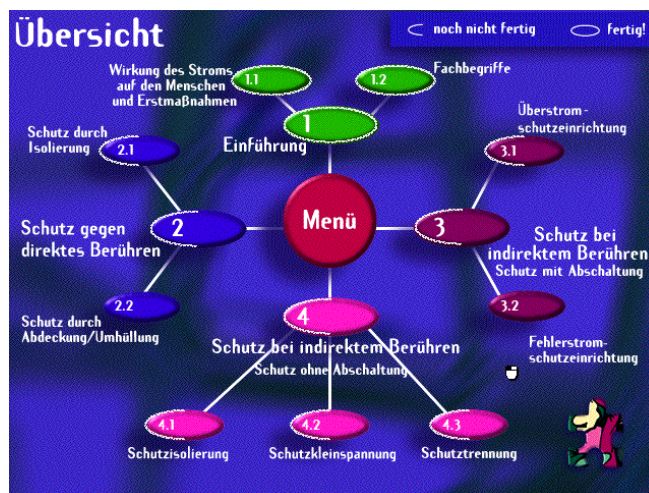 Übersicht
noch nicht fertig
fertig!
Wirkung des Stroms
auf den Menschen
und Erstmaßnahmen
1.1
1.2
Fachbegriffe
1
Einführung
Schutz durch
Isolierung
2.1
Überstrom-
schutzeinrichtung
3.1
Schutz gegen
direktes Berühren
2
Menü
3
Schutz bei
indirektem Berühren
Schutz mit Abschaltung
2.2
Schutz durch
Abdeckung/Umhüllung
3.2
Fehlerstrom-
schutzeinrichtung
4
Schutz bei indirektem Berühren
Schutz ohne Abschaltung
4.1
Schutzisolierung
4.2
Schutzkleinspannung
4.3
Schutztrennung